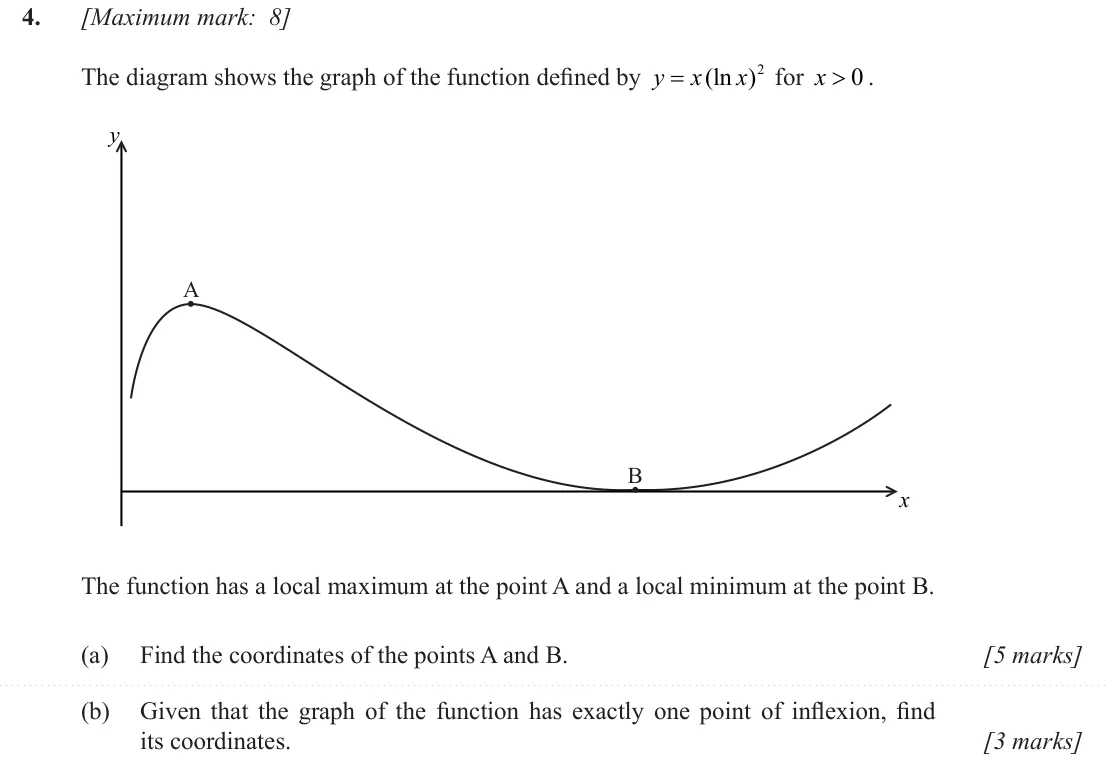 4. [Maximum mark: 8]
The diagram shows the graph of the function defined by y = x(ln x)² for x > 0 .
y
A
B
x
The function has a local maximum at the point A and a local minimum at the point B.
(a) Find the coordinates of the points A and B. [5 marks]
(b) Given that the graph of the function has exactly one point of inflexion, find
its coordinates. [3 marks]